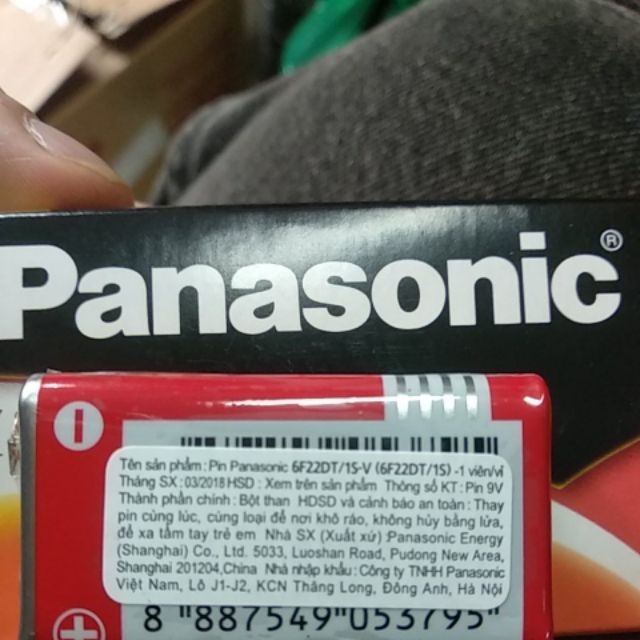 Panasonic®
Tên sản phẩm : Pin Panasonic 6F22DT/1S-V (6F22DT/1S) -1 viên/vỉ
Tháng SX : 03/2018 HSD : Xem trên sản phẩm Thông số KT : Pin 9V
Thành phần chính : Bột than HDSD và cảnh báo an toàn : Thay
pin cùng lúc, cùng loại để nơi khô ráo, không hủy bằng lửa,
để xa tầm tay trẻ em Nhà SX (Xuất xứ) :Panasonic Energy
(Shanghai) Co., Ltd. 5033, Luoshan Road, Pudong New Area,
Shanghai 201204,China Nhà nhập khẩu : Công ty TNHH Panasonic
Việt Nam, Lô J1-J2, KCN Thăng Long, Đông Anh, Hà Nội
8 "887549"053795"